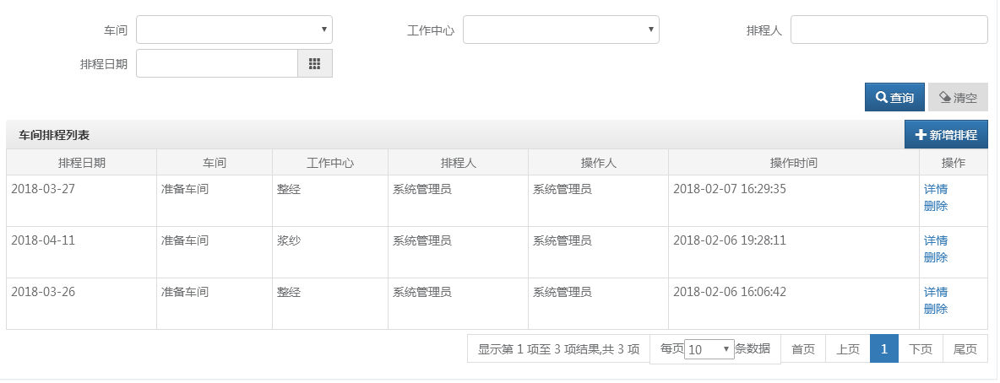 车间 工作中心 排程人
排程日期
查询 清空
车间排程列表 新增排程
排程日期 车间 工作中心 排程人 操作人 操作时间 操作
2018-03-27 准备车间 整经 系统管理员 系统管理员 2018-02-07 16:29:35 详情
删除
2018-04-11 准备车间 浆纱 系统管理员 系统管理员 2018-02-06 19:28:11 详情
删除
2018-03-26 准备车间 整经 系统管理员 系统管理员 2018-02-06 16:06:42 详情
删除
显示第 1 项至 3 项结果,共 3 项 每页 10 条数据 首页 上页 1 下页 尾页